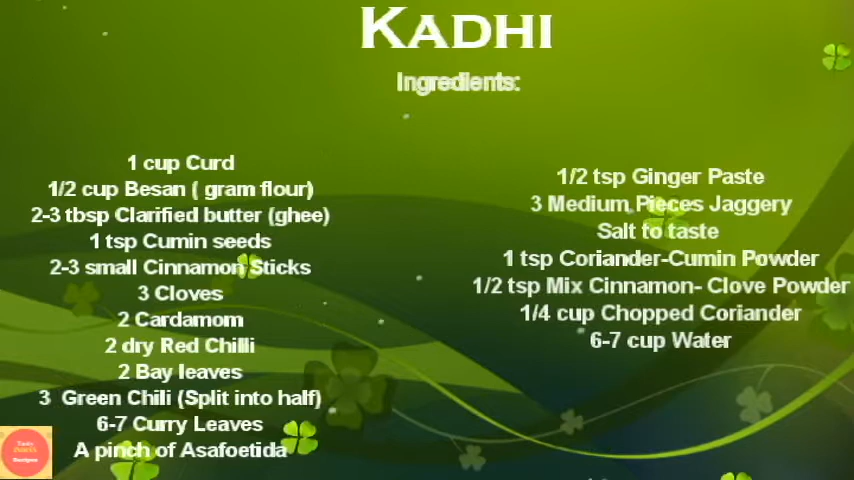 KADHI
Ingredients:
1 cup Curd
1/2 cup Besan ( gram flour)
2-3 tbsp Clarified butter (ghee)
1 tsp Cumin seeds
2-3 small Cinnamon Sticks
3 Cloves
2 Cardamom
2 dry Red Chilli
2 Bay leaves
3 Green Chili (Split into half)
6-7 Curry Leaves
A pinch of Asafoetida
1/2 tsp Ginger Paste
3 Medium Pieces Jaggery
Salt to taste
1 tsp Coriander-Cumin Powder
1/2 tsp Mix Cinnamon- Clove Powder
1/4 cup Chopped Coriander
6-7 cup Water